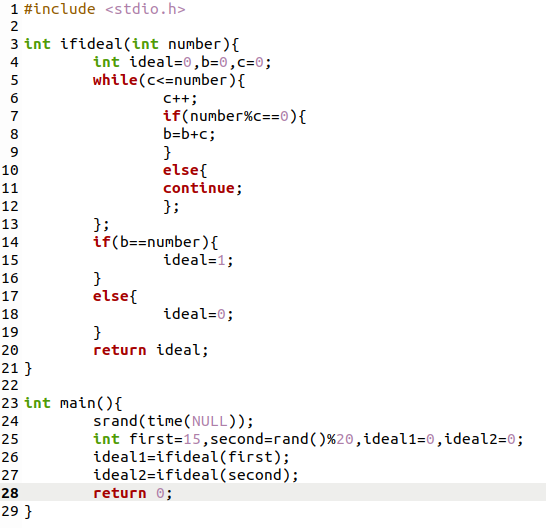 1 #include <stdio.h>
2
3 int ifideal(int number){
4         int ideal=0,b=0,c=0;
5         while(c<=number){
6                 c++;
7                 if(number%c==0){
8                 b=b+c;
9                 }
10                 else{
11                 continue;
12                 };
13         };
14         if(b==number){
15                 ideal=1;
16         }
17         else{
18                 ideal=0;
19         }
20         return ideal;
21 }
22
23 int main(){
24         srand(time(NULL));
25         int first=15,second=rand()%20,ideal1=0,ideal2=0;
26         ideal1=ifideal(first);
27         ideal2=ifideal(second);
28         return 0;
29 }